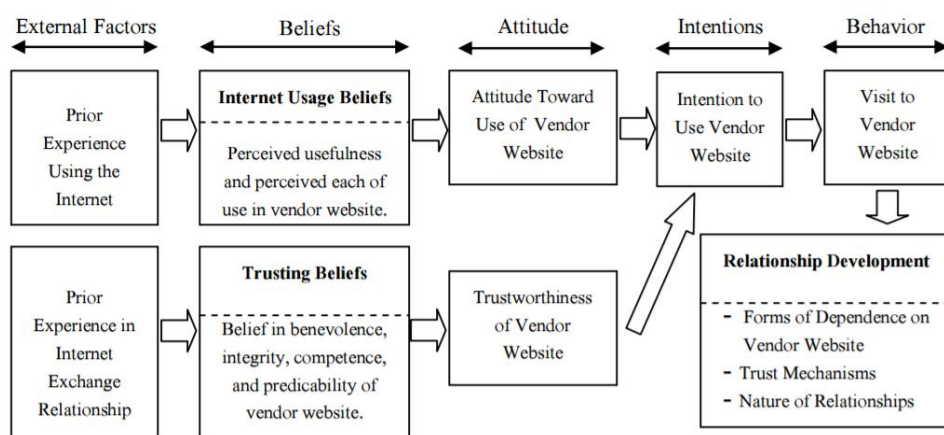 External Factors
Beliefs
Attitude
Intentions
Behavior
Prior
Experience
Using the
Internet
Internet Usage Beliefs
Perceived usefulness
and perceived each of
use in vendor website.
Attitude Toward
Use of Vendor
Website
Intention to
Use Vendor
Website
Visit to
Vendor
Website
Prior
Experience in
Internet
Exchange
Relationship
Trusting Beliefs
Belief in benevolence,
integrity, competence,
and predicability of
vendor website.
Trustworthiness
of Vendor
Website
Relationship Development
- Forms of Dependence on
Vendor Website
- Trust Mechanisms
- Nature of Relationships